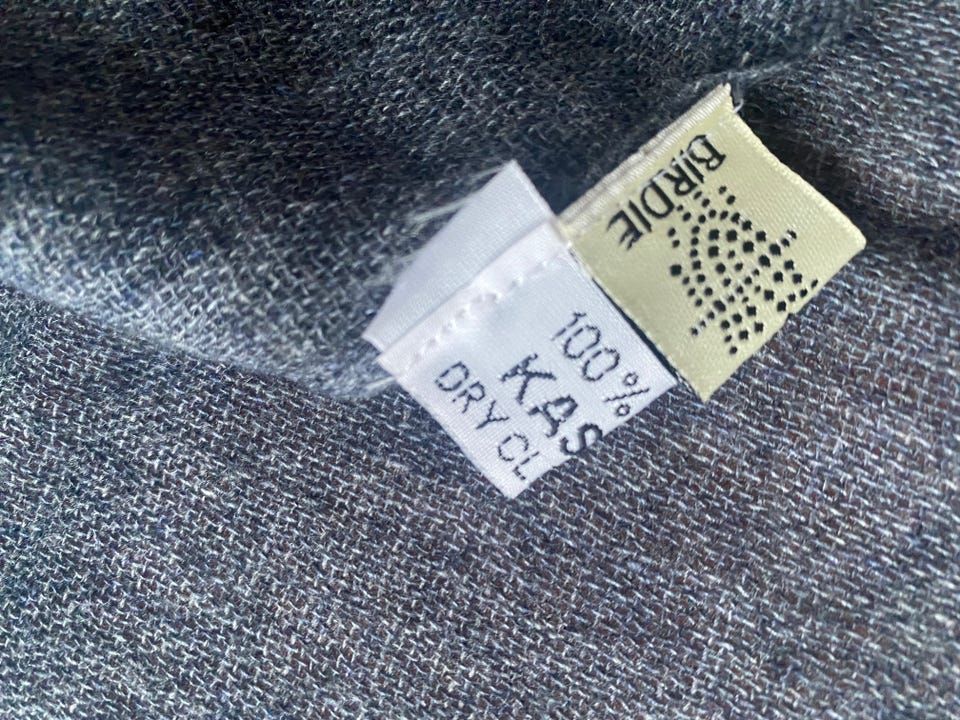 BIRDIE
100%
KAS
DRY CL